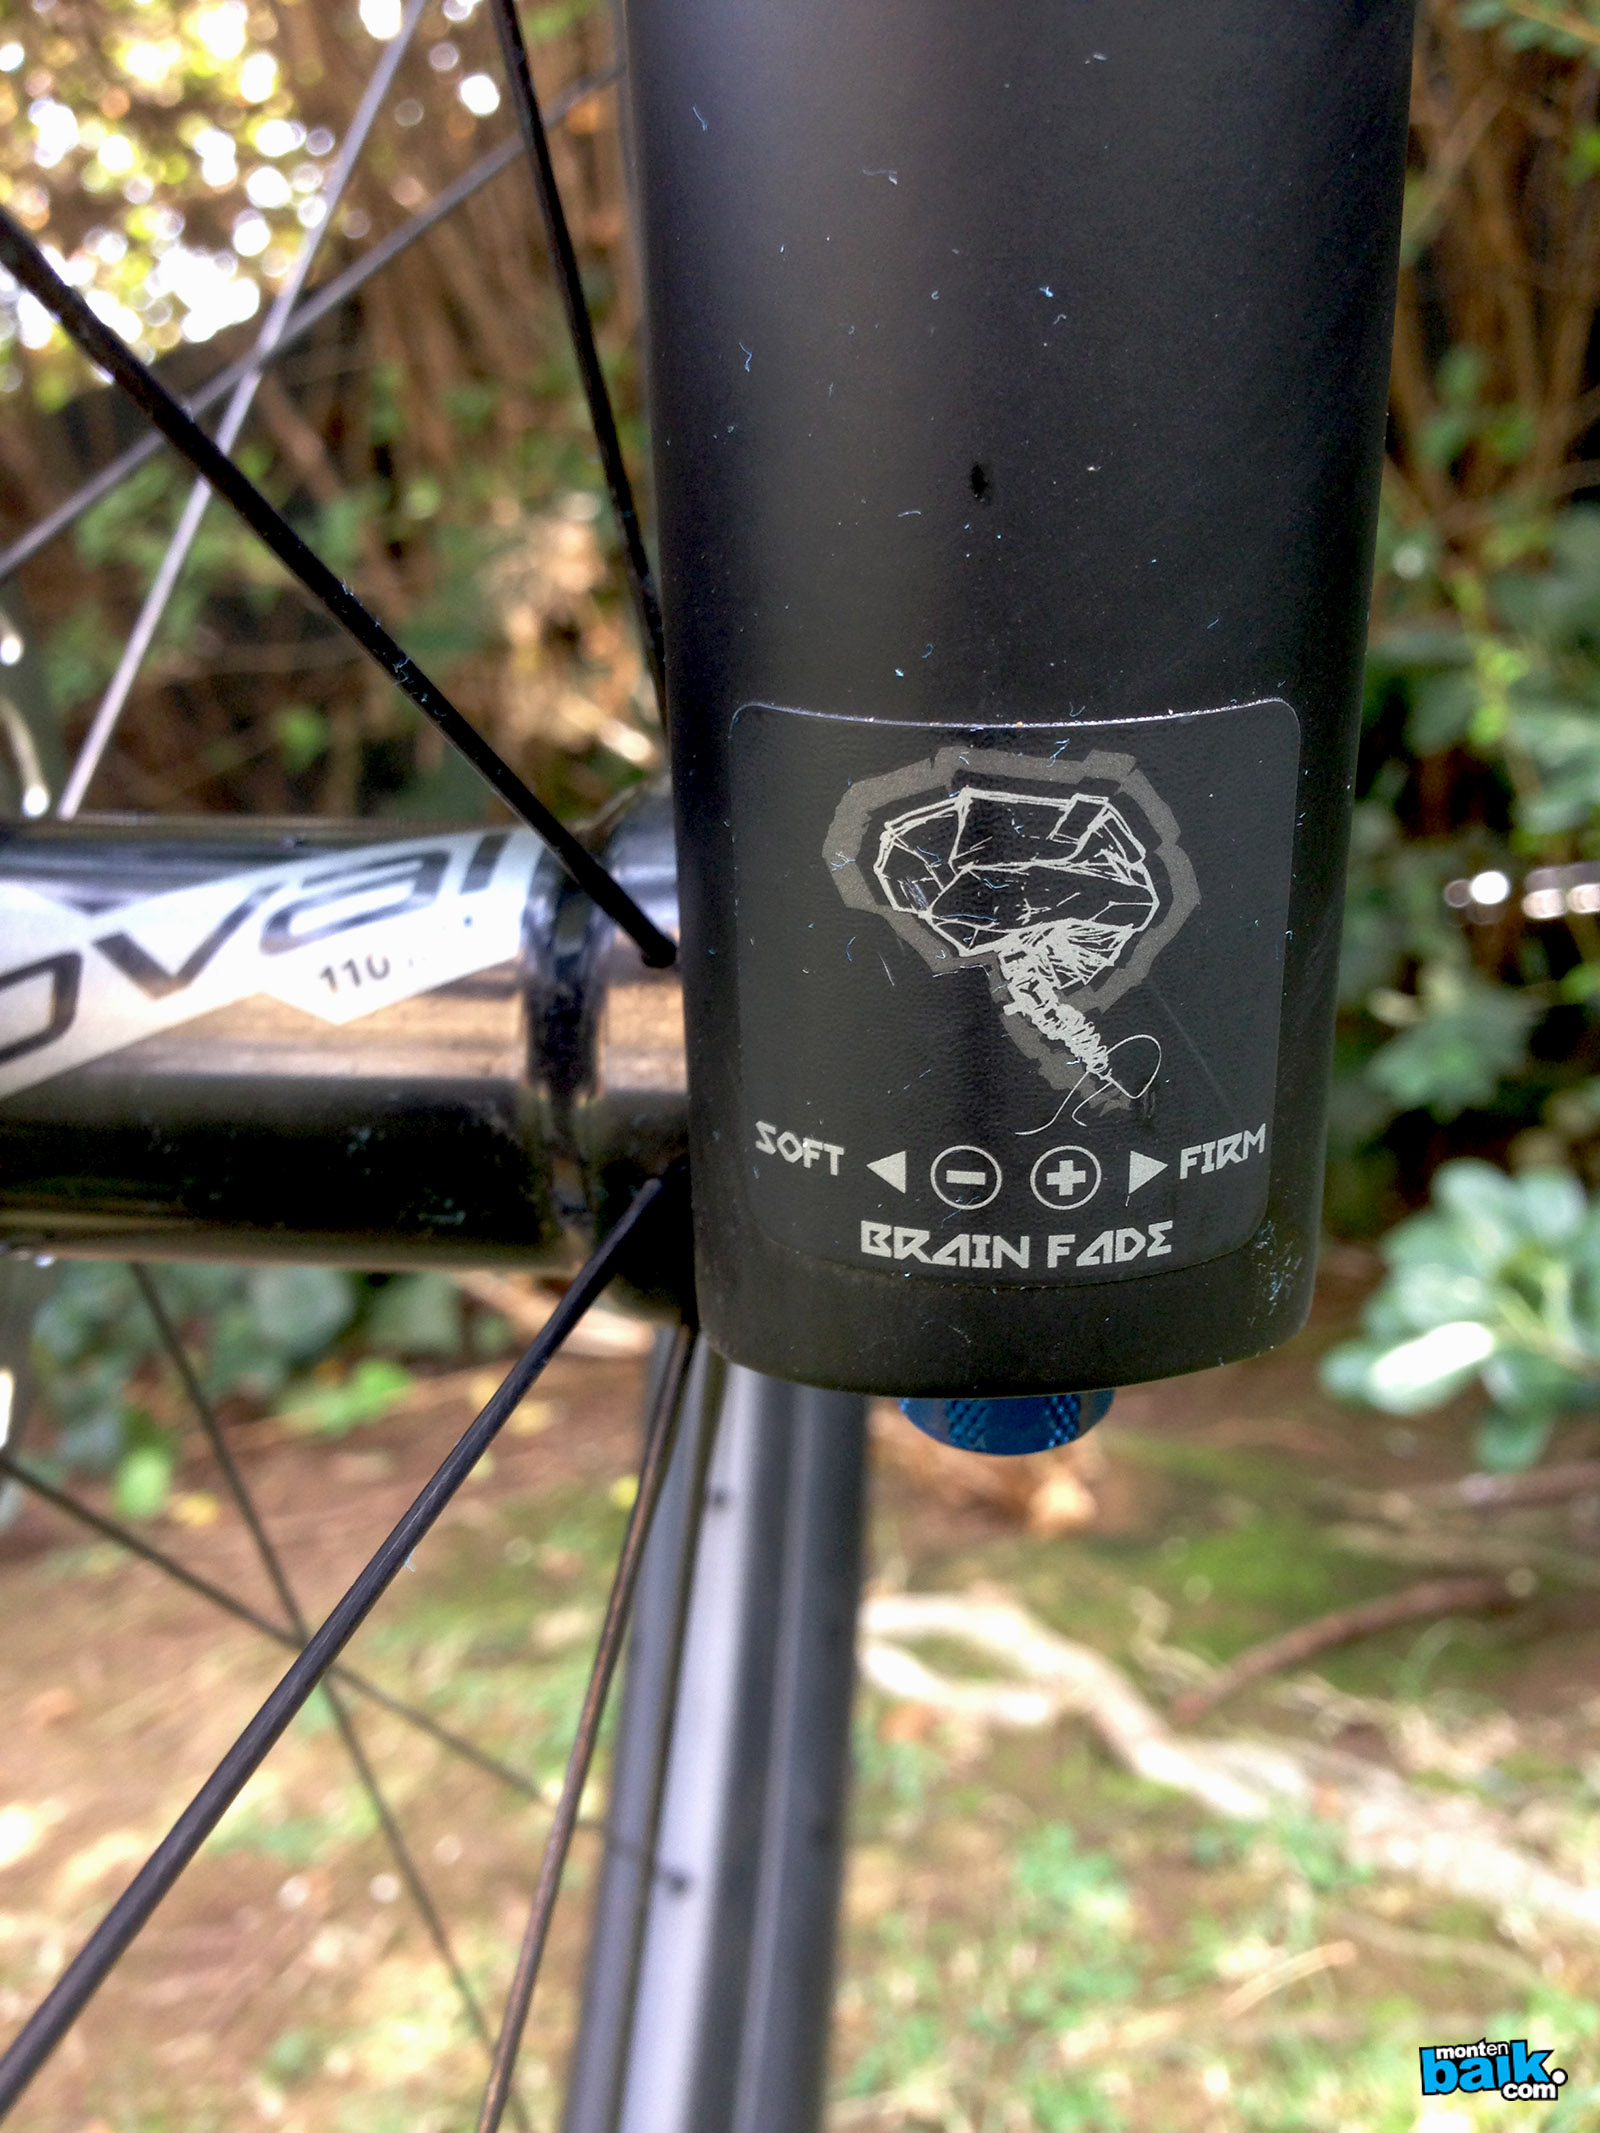 oval
110
SOFT ◀ − + ▶ FIRM
BRAIN FADE
monten
baik.
com